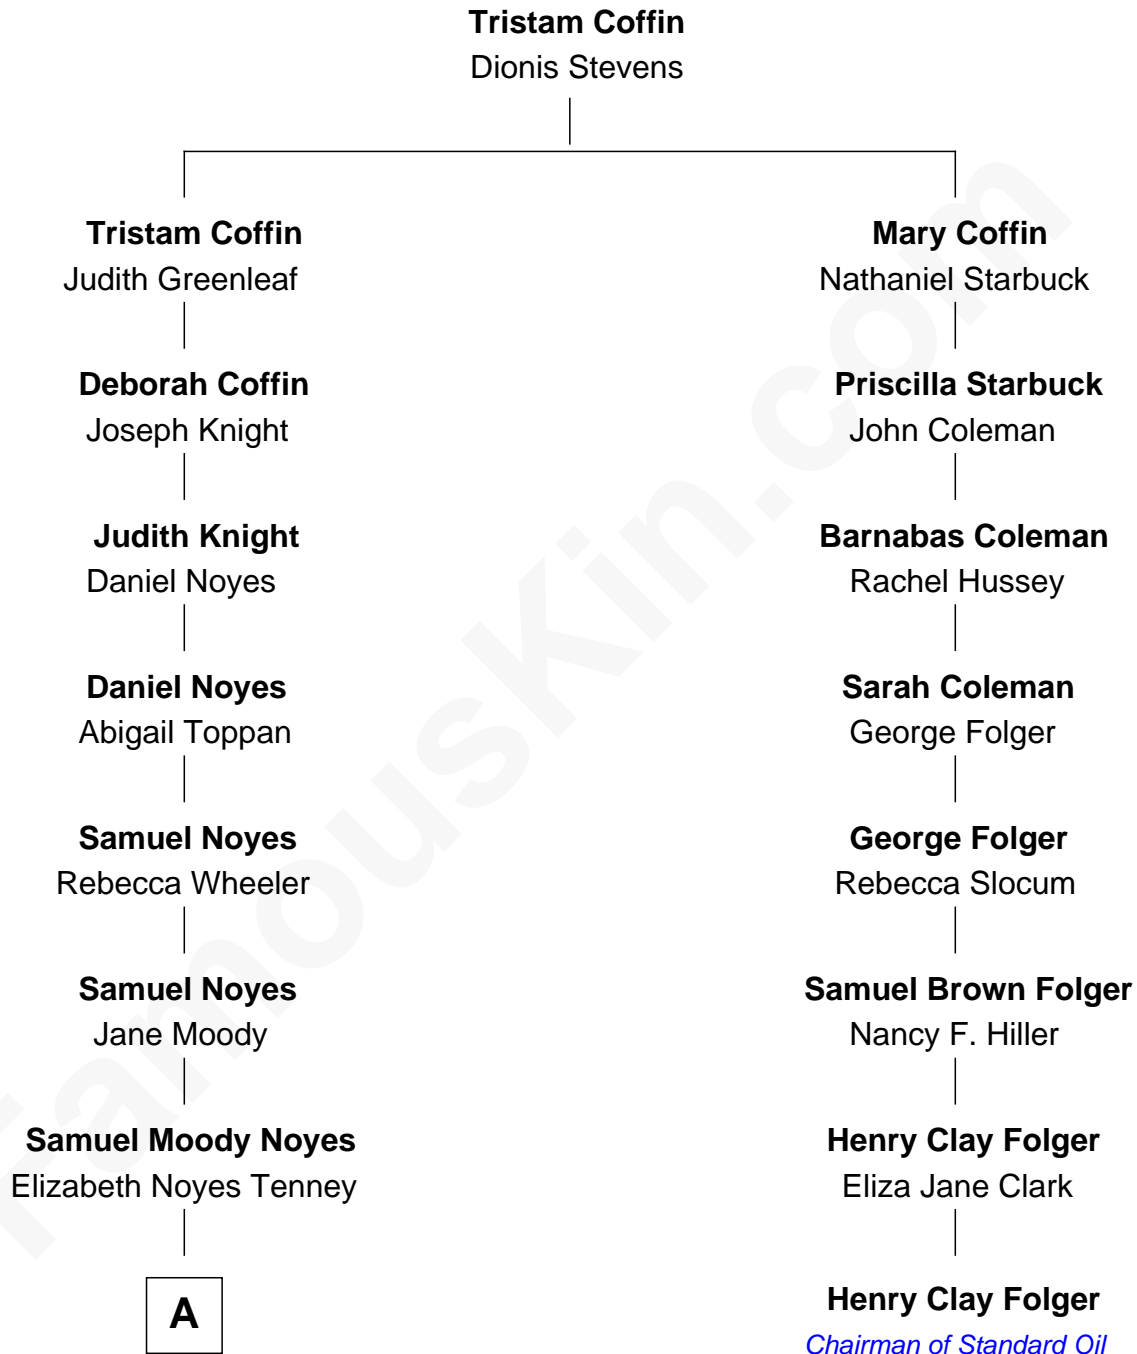 Tristam Coffin
Dionis Stevens
Tristam Coffin
Judith Greenleaf
Mary Coffin
Nathaniel Starbuck
Deborah Coffin
Joseph Knight
Priscilla Starbuck
John Coleman
Judith Knight
Daniel Noyes
Barnabas Coleman
Rachel Hussey
Daniel Noyes
Abigail Toppan
Sarah Coleman
George Folger
Samuel Noyes
Rebecca Wheeler
George Folger
Rebecca Slocum
Samuel Noyes
Jane Moody
Samuel Brown Folger
Nancy F. Hiller
Samuel Moody Noyes
Elizabeth Noyes Tenney
Henry Clay Folger
Eliza Jane Clark
A
Henry Clay Folger
Chairman of Standard Oil
FamousKin.com